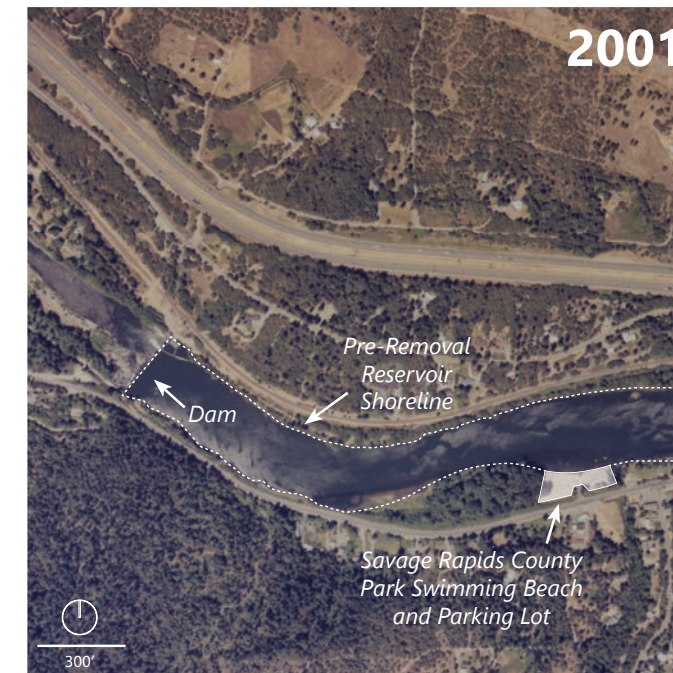 2001
Pre-Removal
Reservoir
Shoreline
Dam
Savage Rapids County
Park Swimming Beach
and Parking Lot
300'